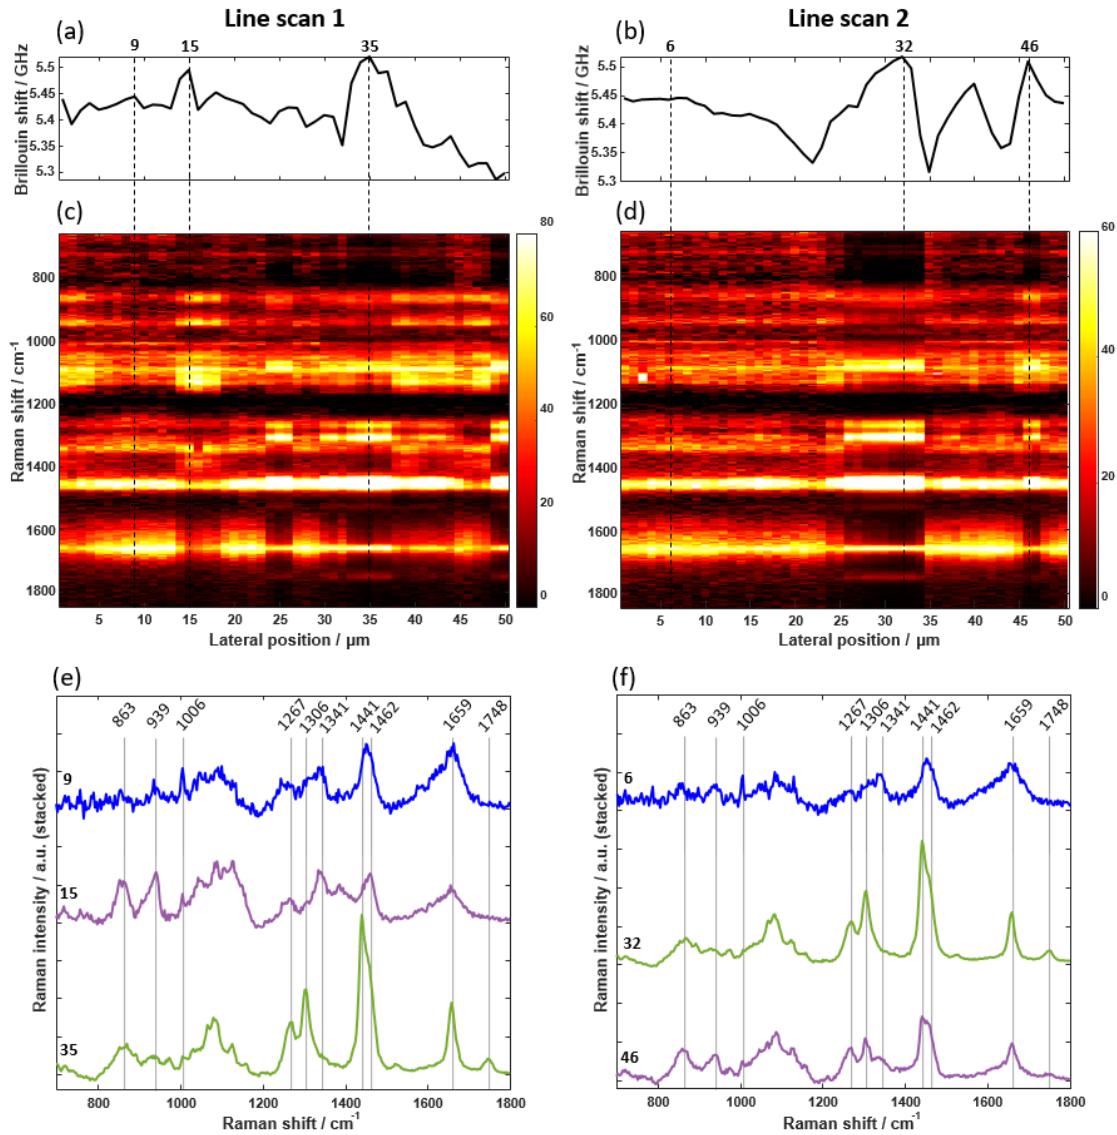 Line scan 1
Line scan 2
(a)
(b)
9
15
35
6
32
46
Brillouin shift / GHz
5.5
5.4
5.3
Brillouin shift / GHz
5.5
5.45
5.4
5.35
5.3
(c)
(d)
Raman shift / cm-1
800
1000
1200
1400
1600
1800
80
60
40
20
0
Raman shift / cm-1
800
1000
1200
1400
1600
1800
60
50
40
30
20
10
0
5 10 15 20 25 30 35 40 45 50
Lateral position / µm
5 10 15 20 25 30 35 40 45 50
Lateral position / µm
(e)
(f)
863 939 1006 1267 1306 1341 1441 1462 1659 1748
863 939 1006 1267 1306 1341 1441 1462 1659 1748
Raman intensity / a.u. (stacked)
9
15
35
Raman intensity / a.u. (stacked)
6
32
46
800 1000 1200 1400 1600 1800
Raman shift / cm-1
800 1000 1200 1400 1600 1800
Raman shift / cm-1